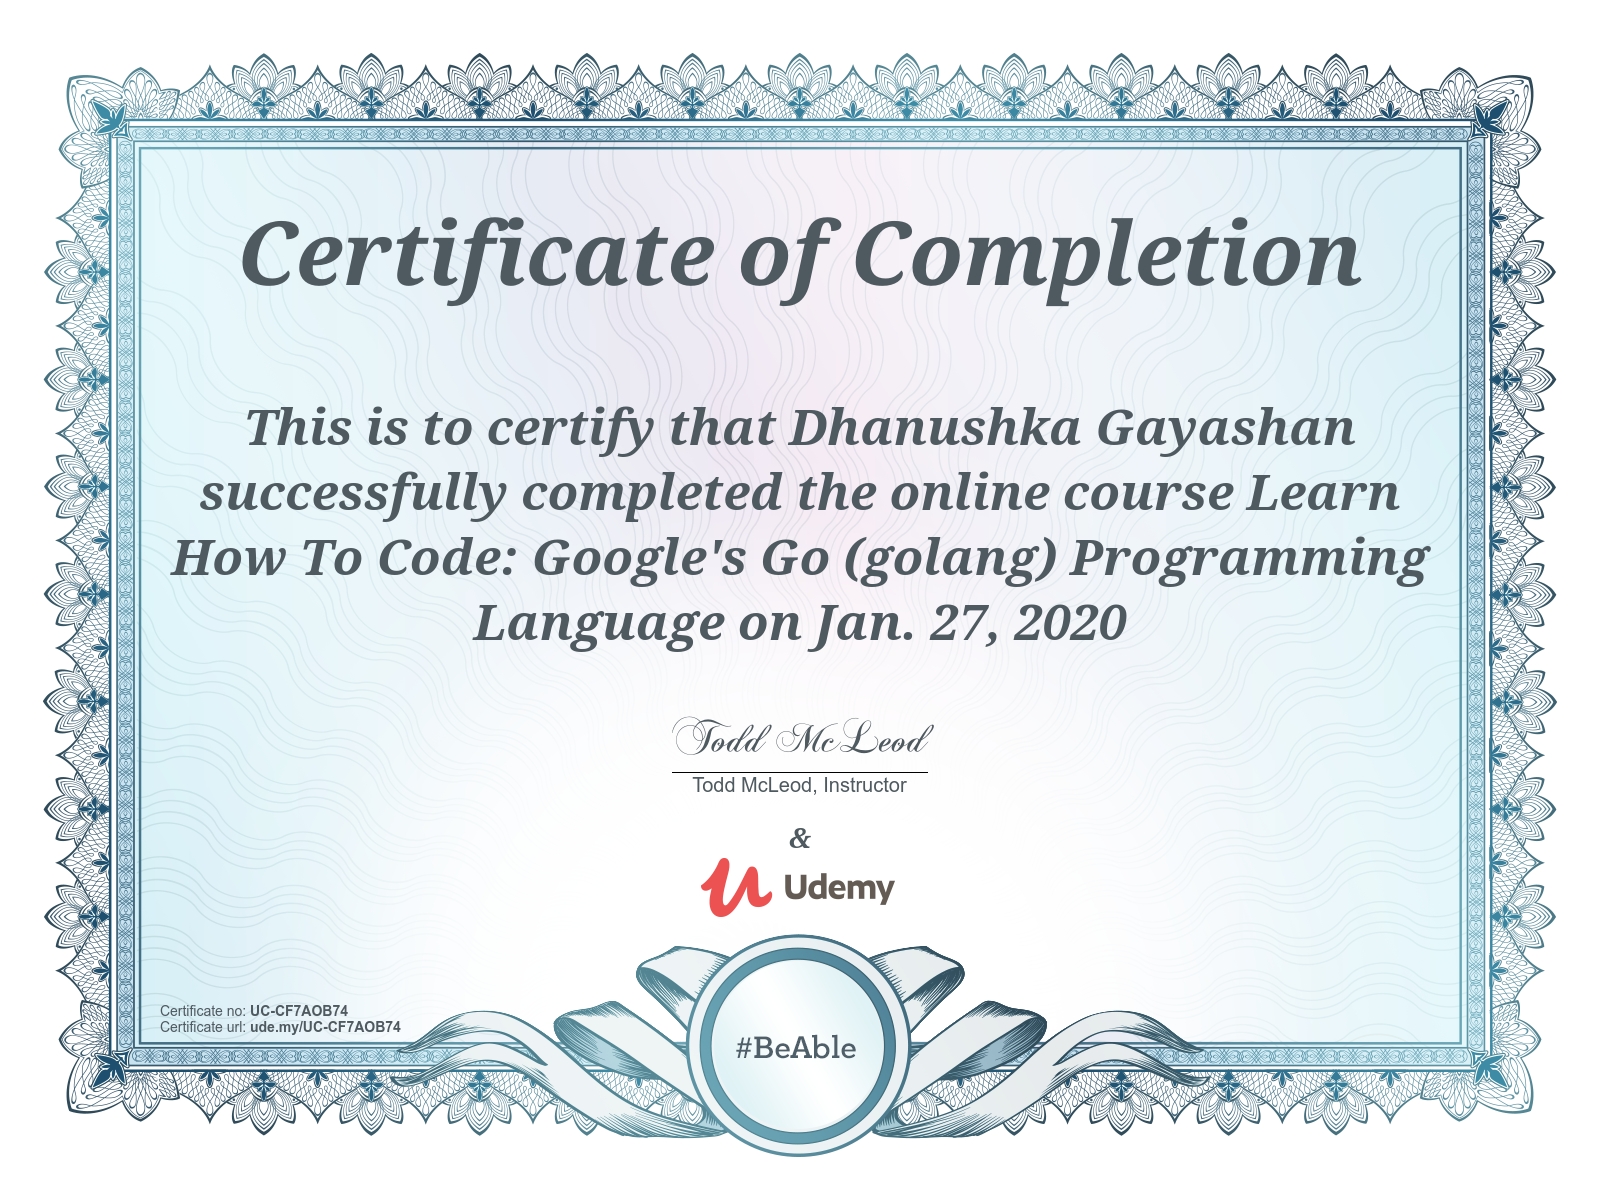 Certificate of Completion
This is to certify that Dhanushka Gayashan
successfully completed the online course Learn
How To Code: Google's Go (golang) Programming
Language on Jan. 27, 2020
Todd McLeod
Todd McLeod, Instructor
&
Udemy
Certificate no: UC-CF7AOB74
Certificate url: ude.my/UC-CF7AOB74
#BeAble